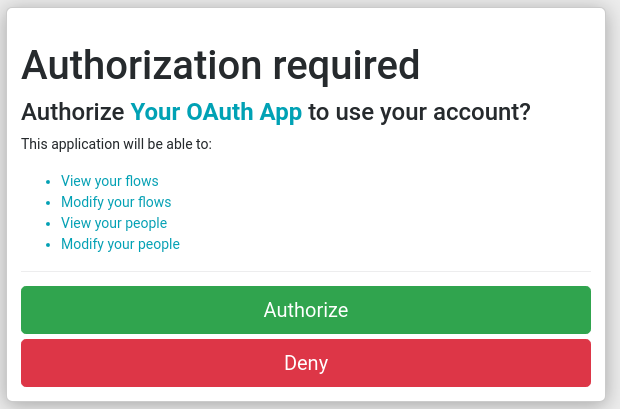 Authorization required
Authorize Your OAuth App to use your account?
This application will be able to:
View your flows
Modify your flows
View your people
Modify your people
Authorize
Deny